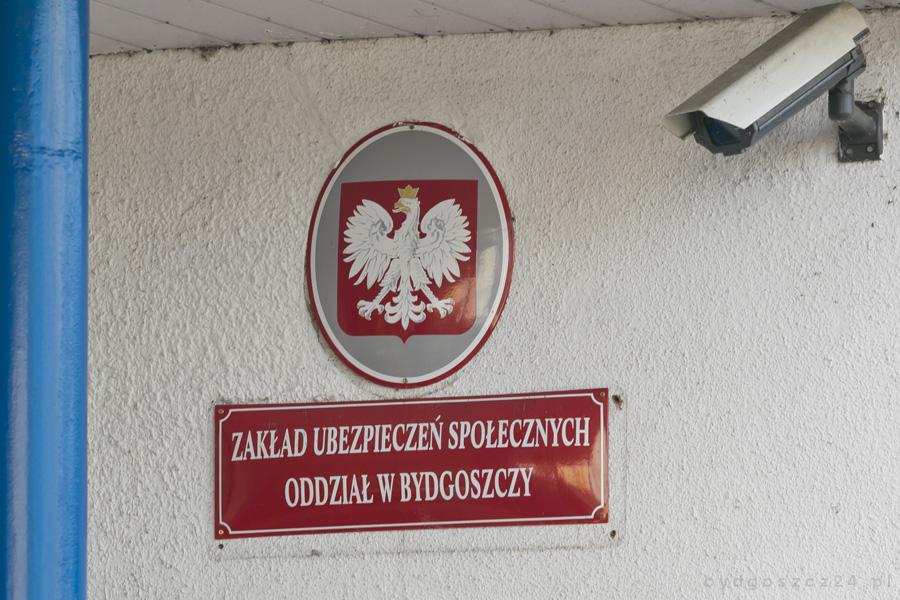 ZAKŁAD UBEZPIECZEŃ SPOŁECZNYCH
ODDZIAŁ W BYDGOSZCZY
bydgoszcz24.pl